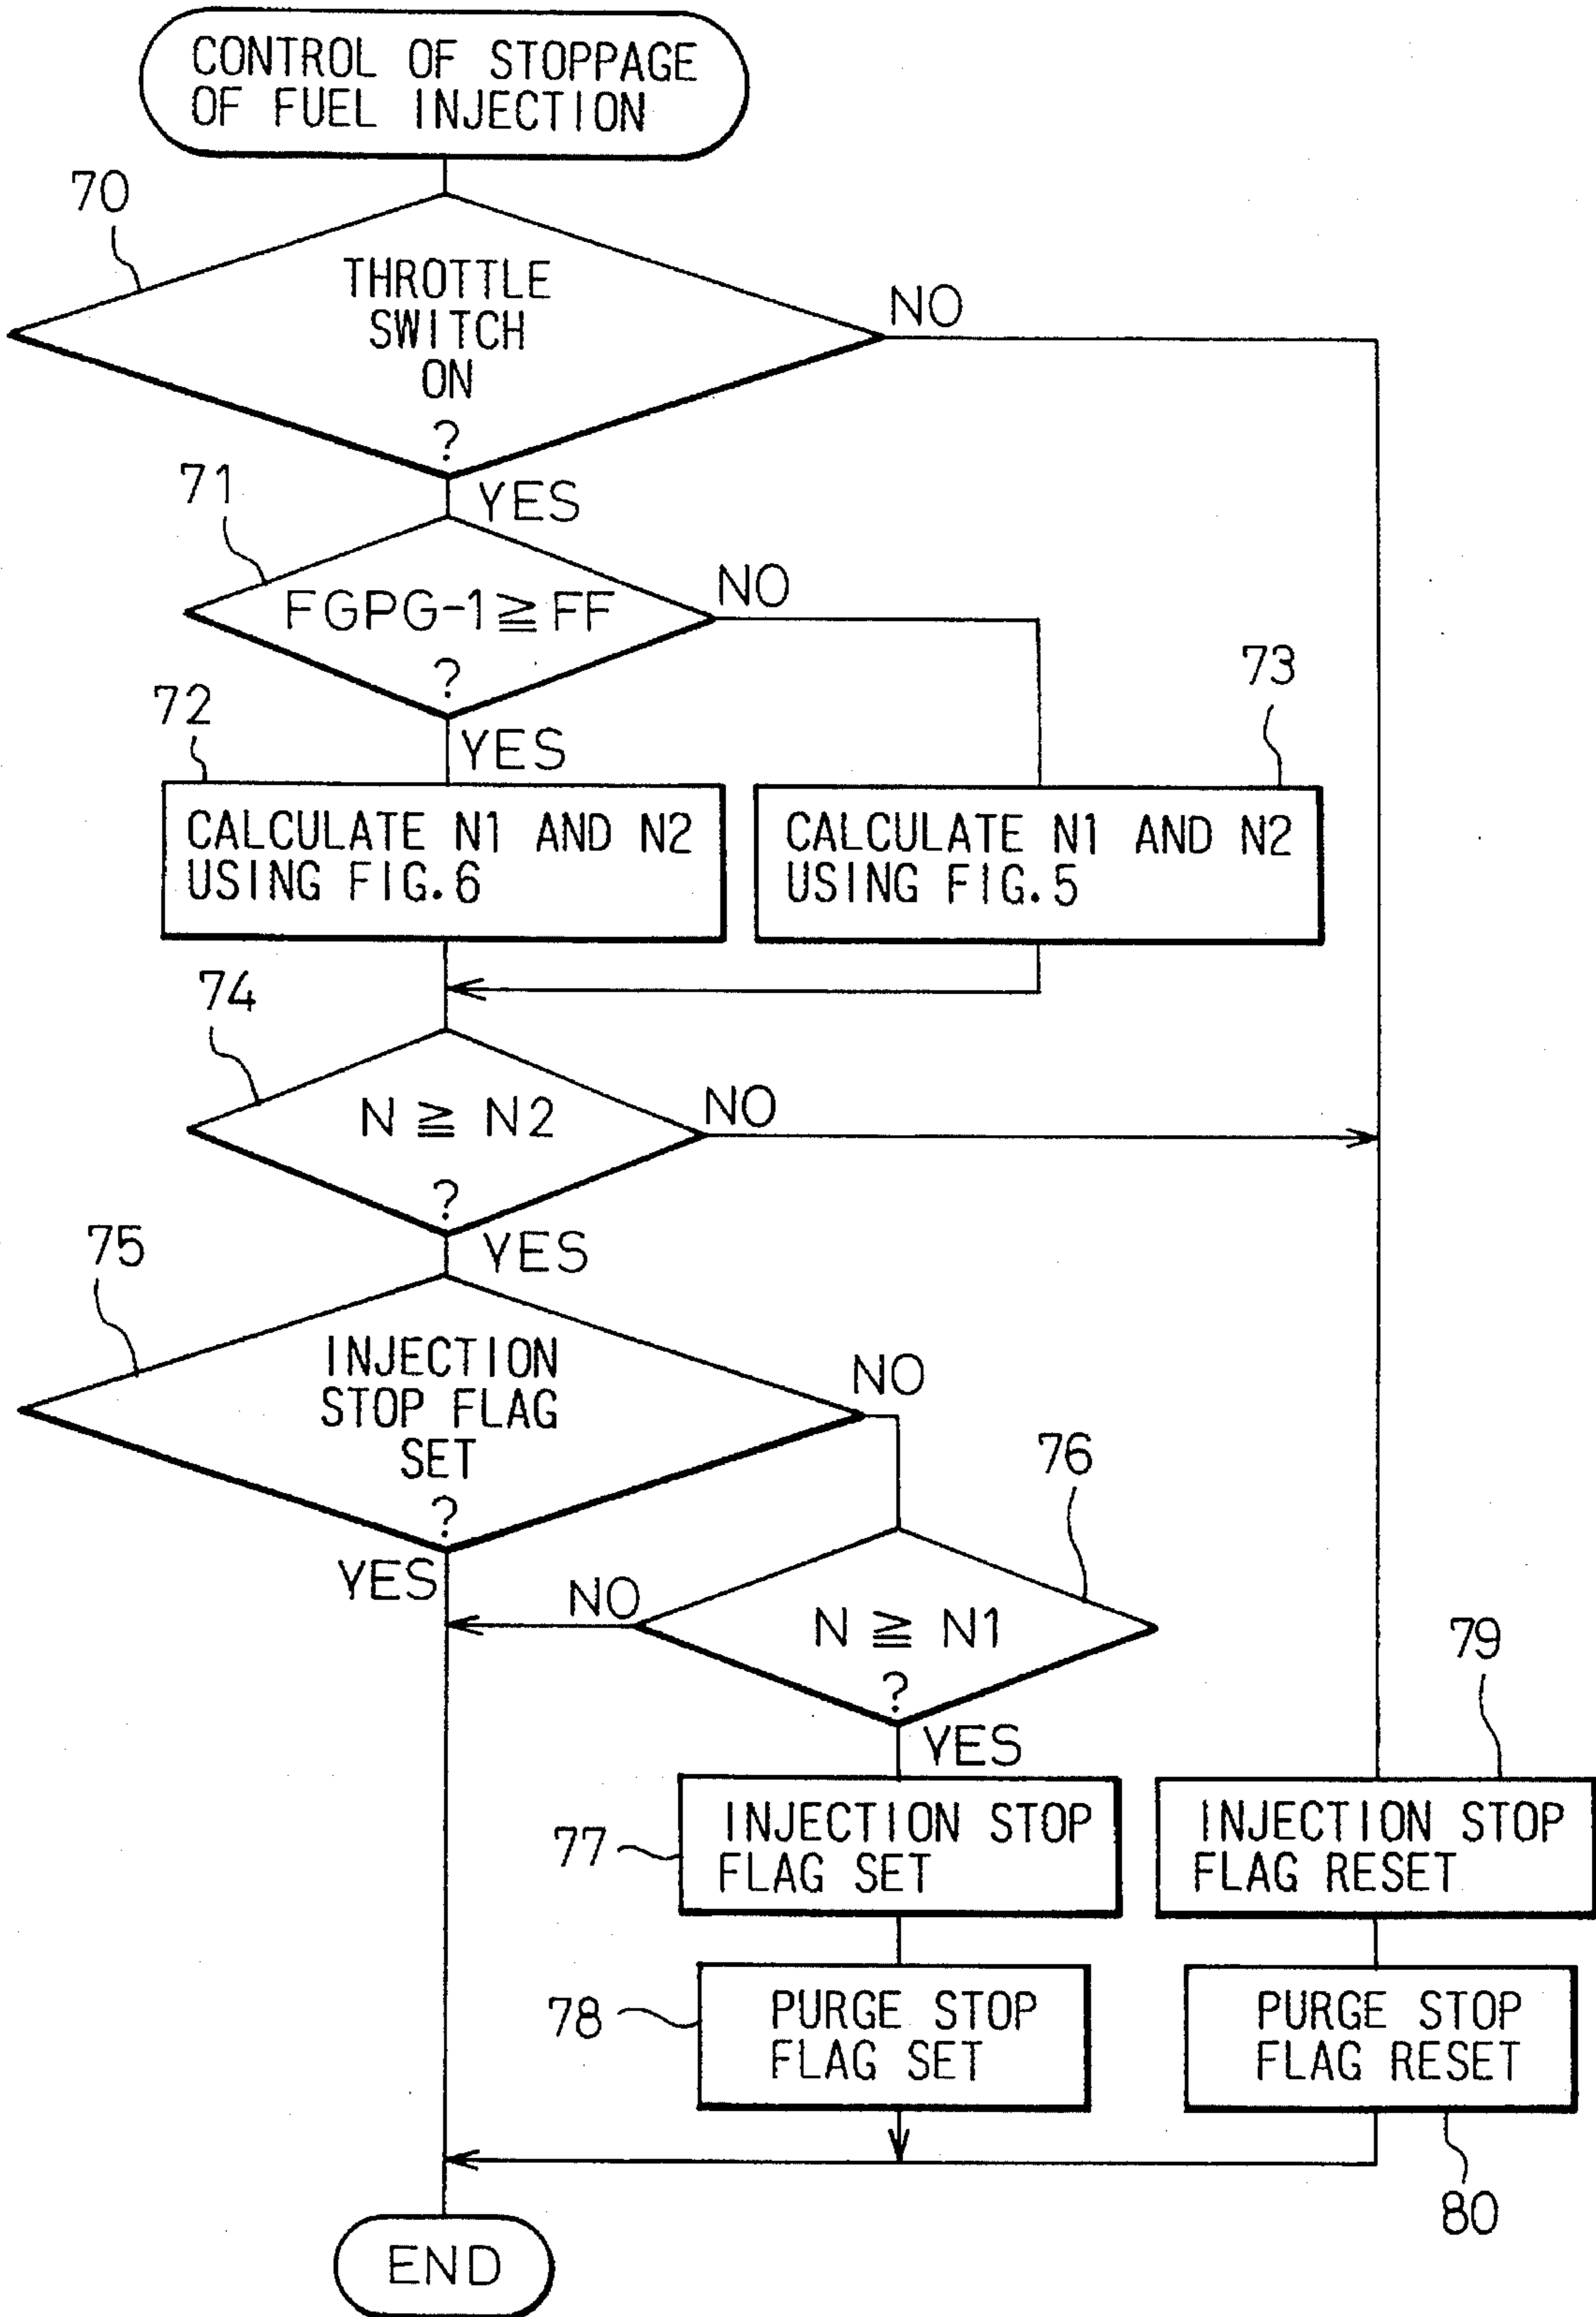 CONTROL OF STOPPAGE
OF FUEL INJECTION
70
THROTTLE
SWITCH
ON
?
NO
YES
71
FGPG-1≧FF
?
NO
YES
72
CALCULATE N1 AND N2
USING FIG.6
73
CALCULATE N1 AND N2
USING FIG.5
74
N ≧ N2
?
NO
YES
75
INJECTION
STOP FLAG
SET
?
NO
YES
76
N ≧ N1
?
NO
YES
77
INJECTION STOP
FLAG SET
79
INJECTION STOP
FLAG RESET
78
PURGE STOP
FLAG SET
PURGE STOP
FLAG RESET
80
END